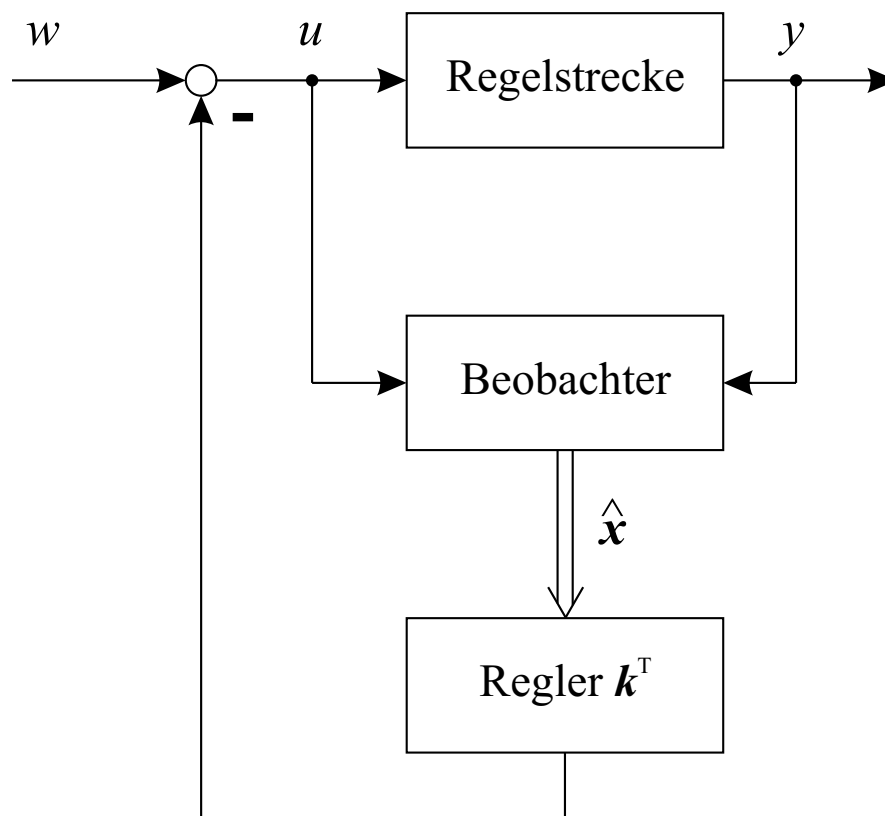 w
u
y
Regelstrecke
-
Beobachter
x̂
Regler kᵀ